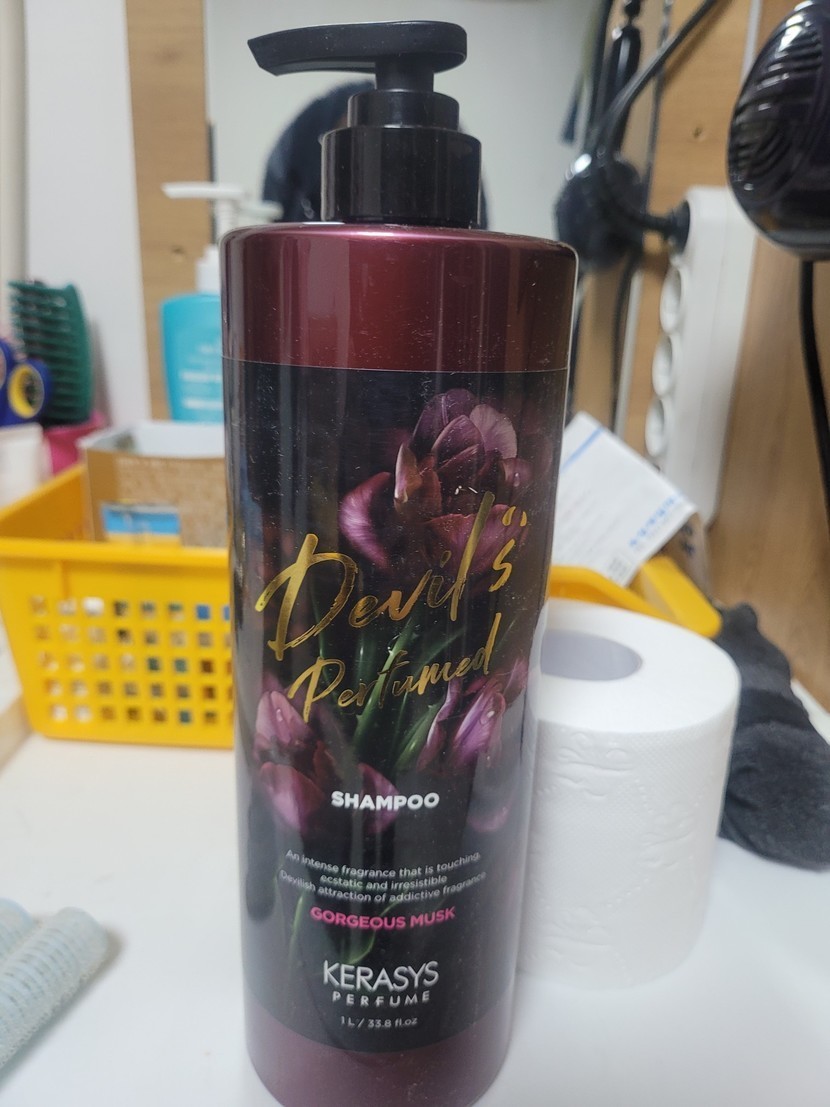 Devil's
Perfumed
SHAMPOO
An intense fragrance that is touching,
ecstatic and irresistible
Devilish attraction of addictive fragrance
GORGEOUS MUSK
KERASYS
PERFUME
1 L / 33.8 fl.oz